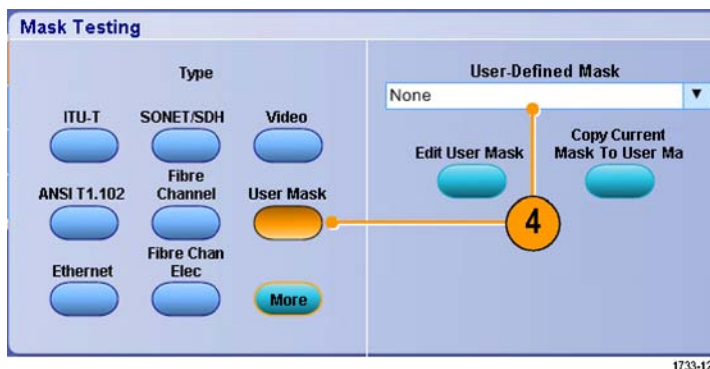 Mask Testing
Type
ITU-T
SONET/SDH
Video
ANSI T1.102
Fibre
Channel
User Mask
Ethernet
Fibre Chan
Elec
More
User-Defined Mask
None
Edit User Mask
Copy Current
Mask To User Ma
4
1733-12